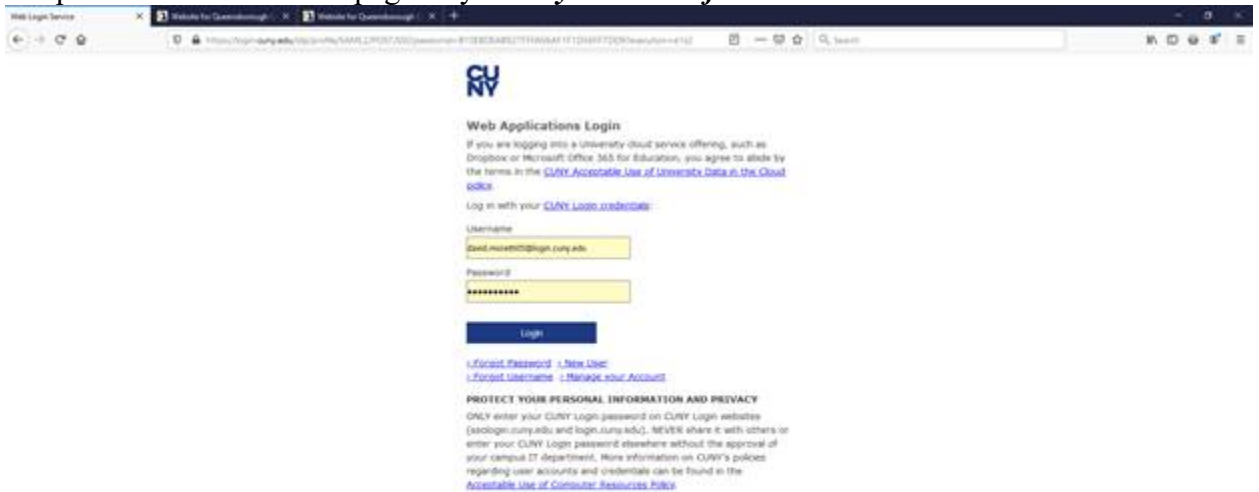 Web Login Service
Website for Queensborough
Website for Queensborough
Search
CU
NY
Web Applications Login
If you are logging into a University cloud service offering, such as
Dropbox or Microsoft Office 365 for Education, you agree to abide by
the terms in the CUNY Acceptable Use of University Data in the Cloud
policy.
Log in with your CUNY Login credentials:
Username
Password
Login
› Forgot Password › New User
› Forgot Username › Manage your Account
PROTECT YOUR PERSONAL INFORMATION AND PRIVACY
ONLY enter your CUNY Login password on CUNY Login websites
(ssologin.cuny.edu and login.cuny.edu). NEVER share it with others or
enter your CUNY Login password elsewhere without the approval of
your campus IT department. More information on CUNY's policies
regarding user accounts and credentials can be found in the
Acceptable Use of Computer Resources Policy.